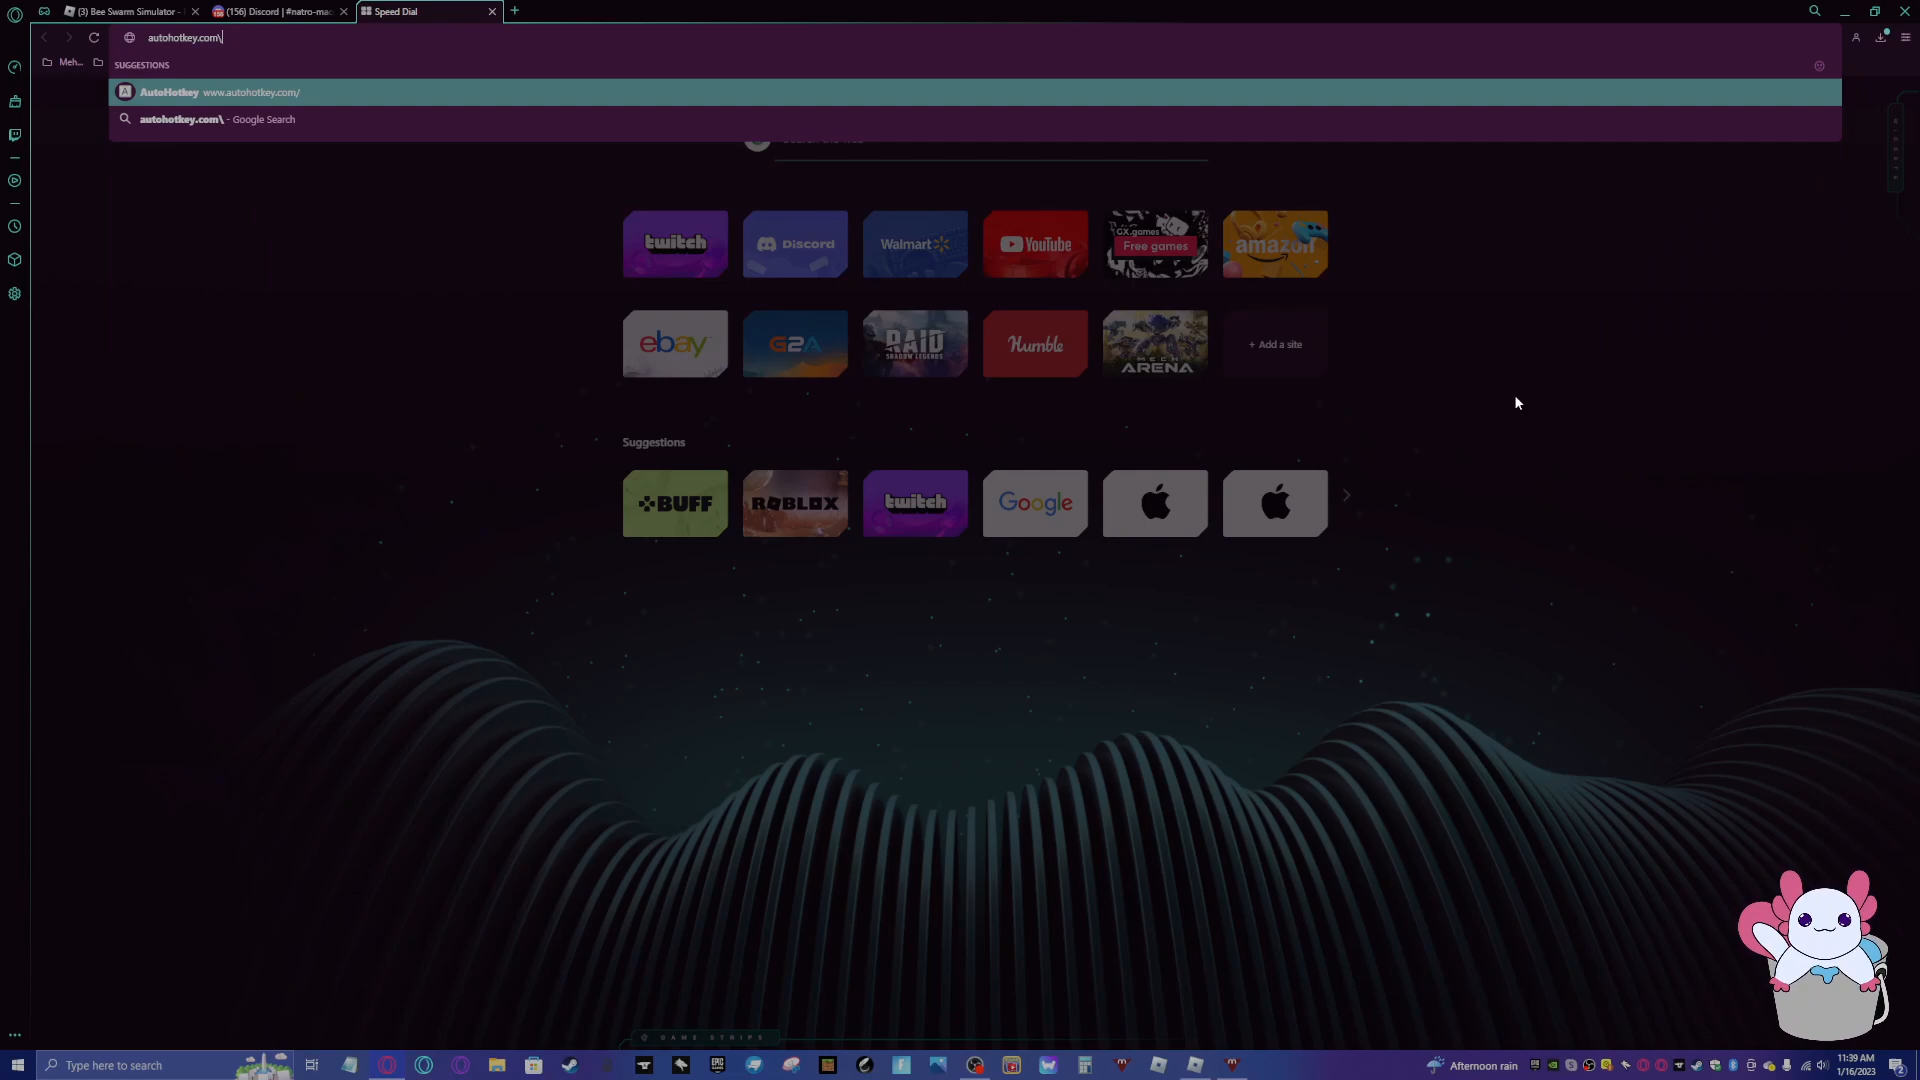 (3) Bee Swarm Simulator -
(156) Discord | #natro-mac
Speed Dial
autohotkey.com\
Meh...
SUGGESTIONS
AutoHotkey www.autohotkey.com/
autohotkey.com\ - Google Search
twitch
Discord
Walmart
YouTube
GX.games
Free games
amazon
ebay
G2A
RAID
SHADOW LEGENDS
Humble
MECH
ARENA
+ Add a site
Suggestions
BUFF
ROBLOX
twitch
Google
GAME STRIPS
Type here to search
Afternoon rain
11:39 AM
1/16/2023